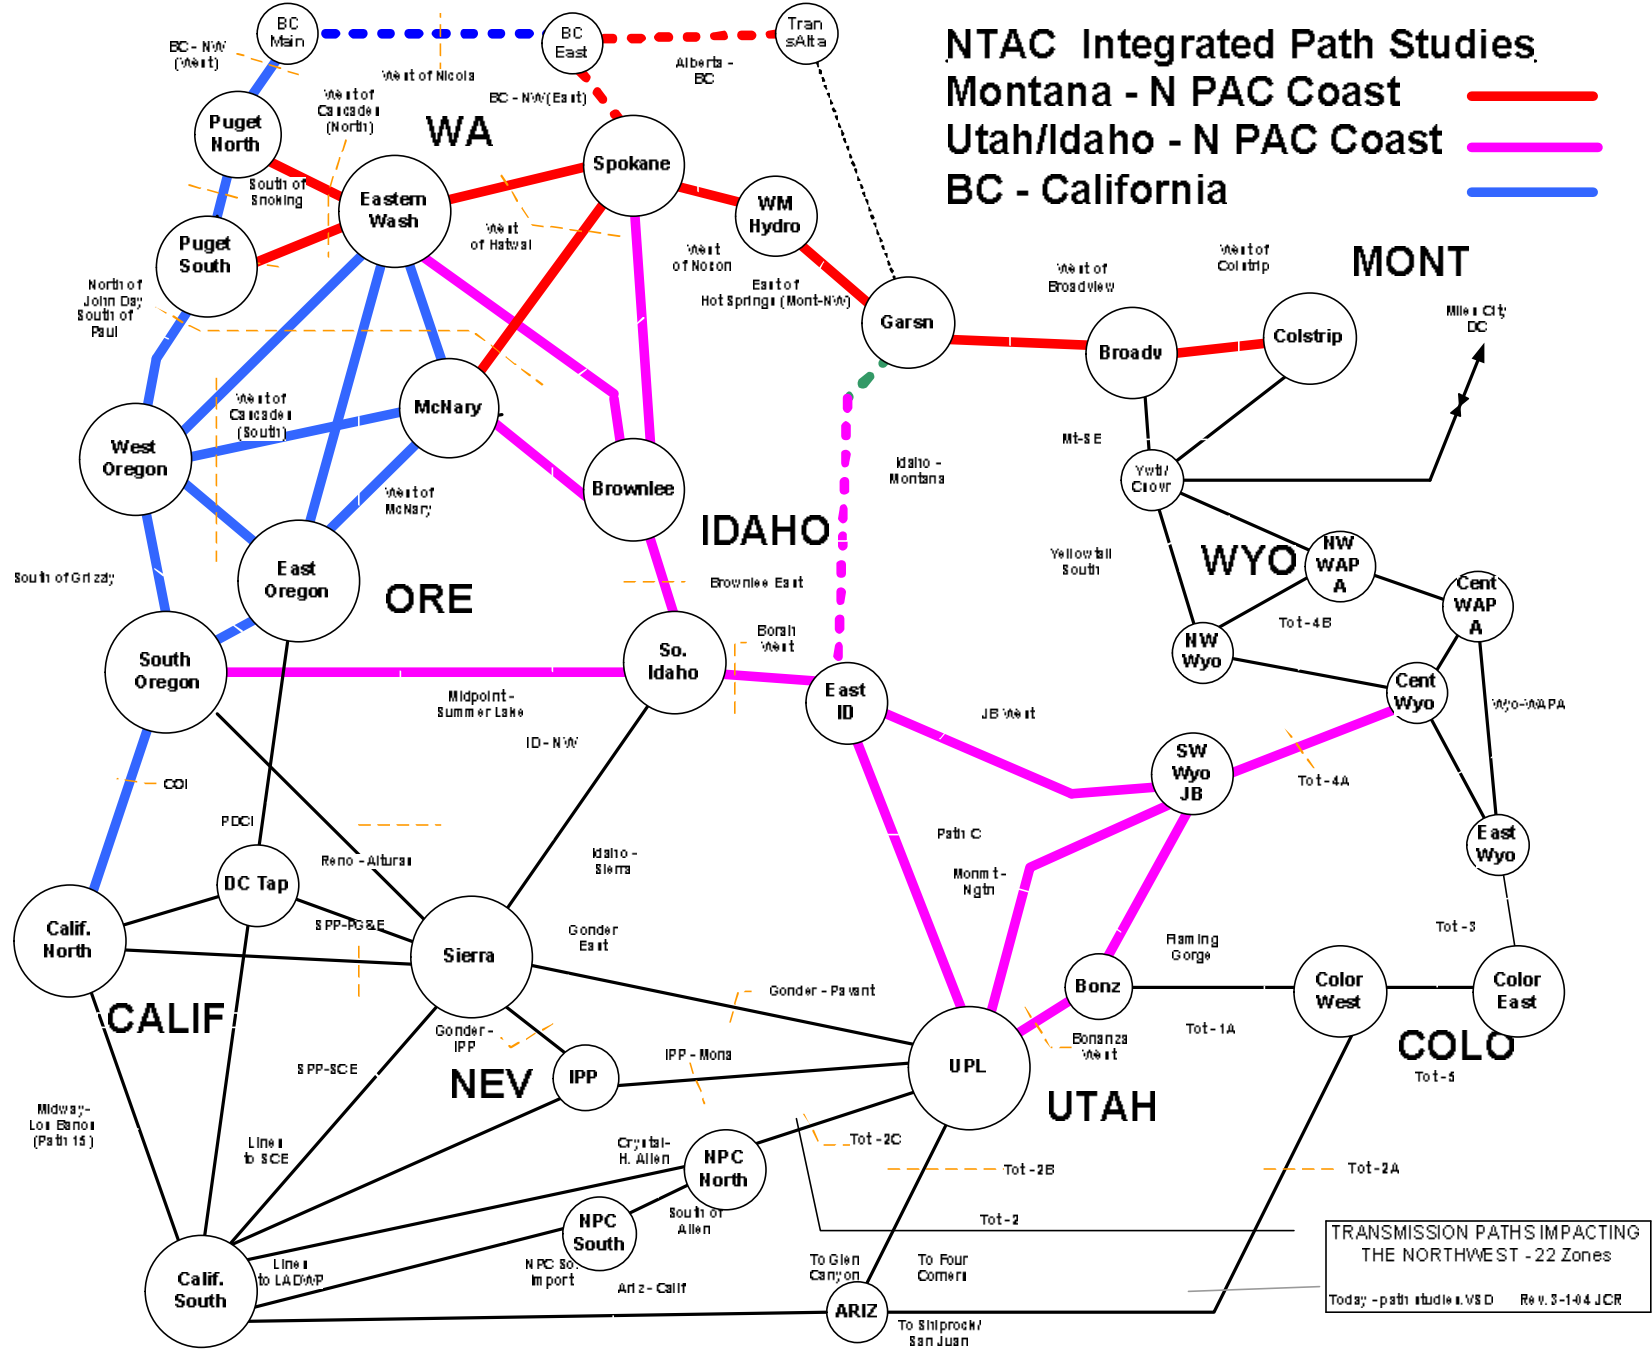 NTAC Integrated Path Studies
Montana - N PAC Coast
Utah/Idaho - N PAC Coast
BC - California
BC
Main
BC
East
Tran
sAlta
BC - NW
(West)
West of Nicola
Alberta -
BC
BC - NW (East)
West of
Cascades
(North)
WA
Puget
North
Spokane
Eastern
Wash
South of
Snoking
WM
Hydro
Puget
South
West
of Hatwai
West
of Noxon
East of
Hot Springs (Mont-NW)
North of
John Day
South of
Paul
Garsn
West of
Broadview
West of
Colstrip
MONT
Miles City
DC
Broadv
Colstrip
McNary
West of
Cascades
(South)
West
Oregon
Brownlee
Idaho -
Montana
Mt-SE
Ywtl/
Crovr
West of
McNary
IDAHO
WYO
NW
WAP
A
Yellowtail
South
South of Grizzly
East
Oregon
ORE
Brownlee East
Cent
WAP
A
Tot - 4B
Borah
West
So.
Idaho
South
Oregon
NW
Wyo
Cent
Wyo
Wyo-WAPA
East
ID
Midpoint -
Summer Lake
JB West
ID - NW
SW
Wyo
JB
Tot - 4A
COI
PDCI
Path C
East
Wyo
Reno - Alturas
Idaho -
Sierra
Monmt -
Ngtn
DC Tap
SPP-PG&E
Calif.
North
Sierra
Gonder
East
Flaming
Gorge
Tot - 3
Bonz
Color
West
Color
East
Gonder - Pavant
CALIF
Gonder -
IPP
Tot - 1A
Bonanza
West
COLO
Tot - 5
IPP - Mona
SPP-SCE
NEV
IPP
UPL
UTAH
Midway-
Los Banos
(Path 15)
Lines
to SCE
Crystal-
H. Allen
NPC
North
Tot - 2C
Tot - 2B
Tot - 2A
South of
Allen
NPC
South
Tot - 2
NPC So.
Import
Lines
to LADWP
Calif.
South
Ariz - Calif
To Glen
Canyon
To Four
Corners
ARIZ
To Shiprock/
San Juan
TRANSMISSION PATHS IMPACTING
THE NORTHWEST - 22 Zones
Today - path studies.VSD Rev. 3-1-04 JCR